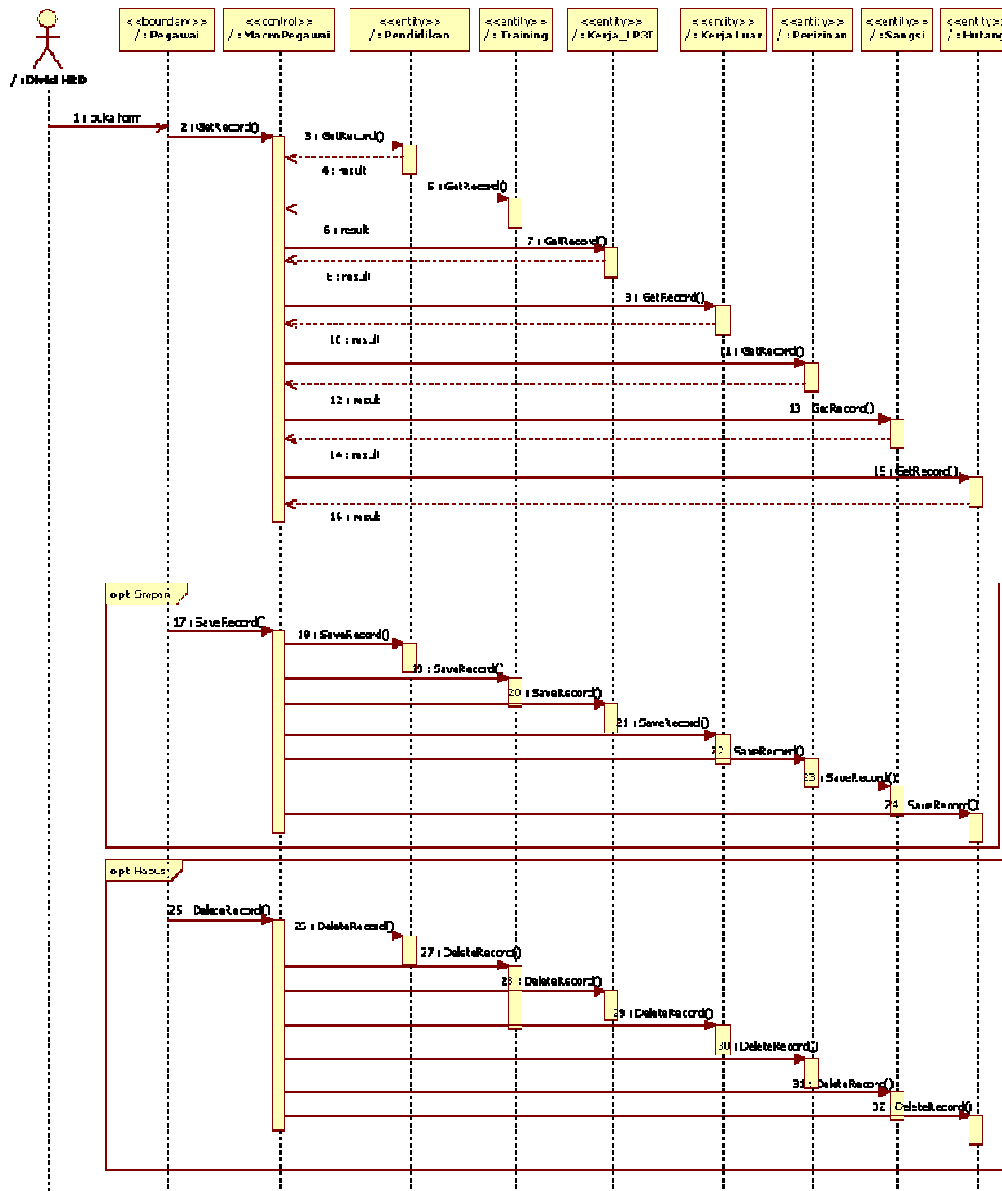 <<boundary>>
/ : Pegawai
<<control>>
<<entity>>
/ : Pendidikan
<<entity>>
/ : Training
<<entity>>
<<entity>>
/ : Kerja Luar
<<entity>>
/ : Perizinan
<<entity>>
/ : Sangsi
<<entity>>
/ : Hutang
/ : Divisi HRD
1 : buka form
2 : GetRecord()
3 : GetRecord()
4 : result
5 : GetRecord()
6 : result
7 : GetRecord()
8 : result
9 : GetRecord()
10 : result
11 : GetRecord()
12 : result
13 : GetRecord()
14 : result
15 : GetRecord()
16 : result
opt Simpan
17 : SaveRecord()
18 : SaveRecord()
19 : SaveRecord()
20 : SaveRecord()
21 : SaveRecord()
22 : SaveRecord()
23 : SaveRecord()
24 : SaveRecord()
opt Hapus
25 : DeleteRecord()
26 : DeleteRecord()
27 : DeleteRecord()
28 : DeleteRecord()
29 : DeleteRecord()
30 : DeleteRecord()
31 : DeleteRecord()
32 : DeleteRecord()